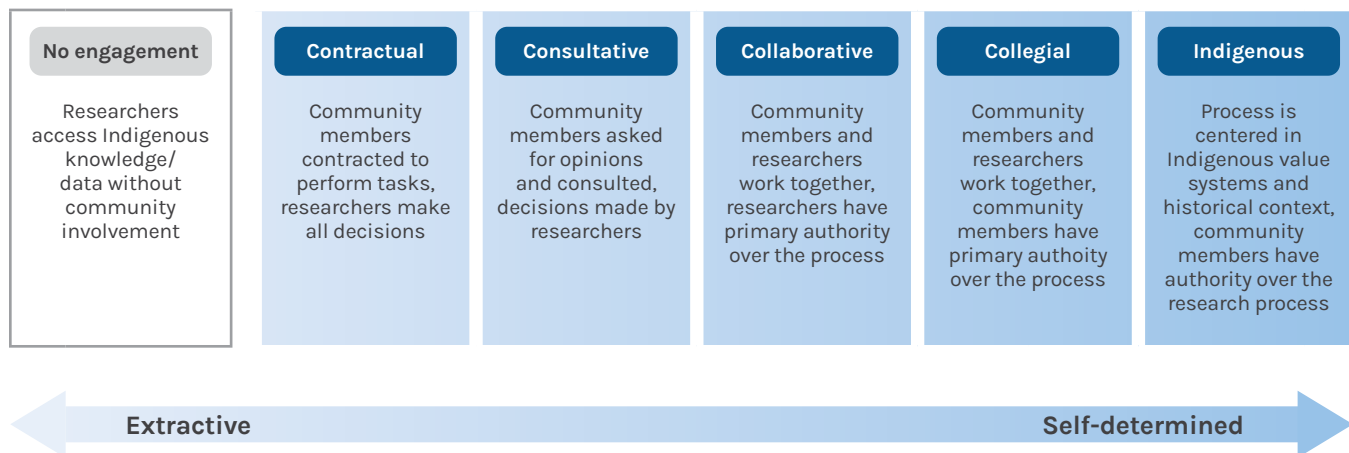 No engagement
Researchers
access Indigenous
knowledge/
data without
community
involvement
Contractual
Community
members
contracted to
perform tasks,
researchers make
all decisions
Consultative
Community
members asked
for opinions
and consulted,
decisions made by
researchers
Collaborative
Community
members and
researchers
work together,
researchers have
primary authority
over the process
Collegial
Community
members and
researchers
work together,
community
members have
primary authoity
over the process
Indigenous
Process is
centered in
Indigenous value
systems and
historical context,
community
members have
authority over the
research process
Extractive
Self-determined